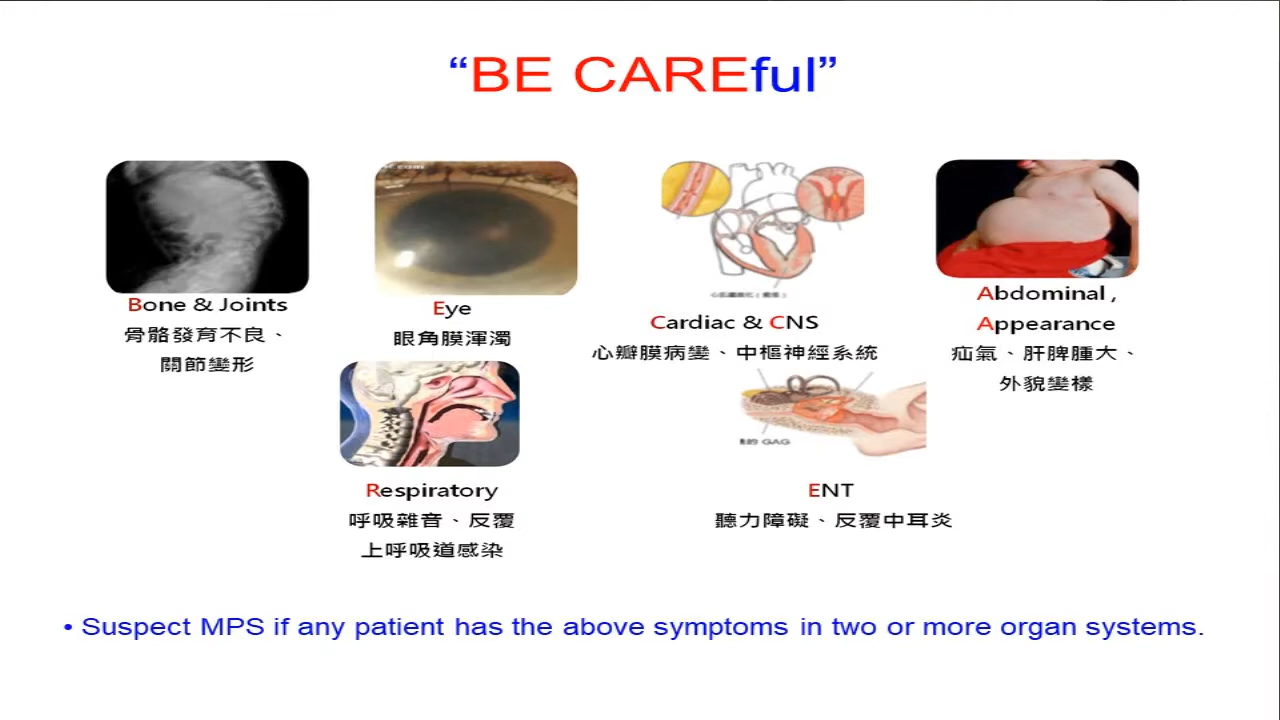 “BE CAREful”
Bone & Joints
骨骼發育不良、
關節變形
Eye
眼角膜渾濁
Cardiac & CNS
心瓣膜病變、中樞神經系統
Abdominal,
Appearance
疝氣、肝脾腫大、
外貌變樣
Respiratory
呼吸雜音、反覆
上呼吸道感染
GAG
ENT
聽力障礙、反覆中耳炎
• Suspect MPS if any patient has the above symptoms in two or more organ systems.